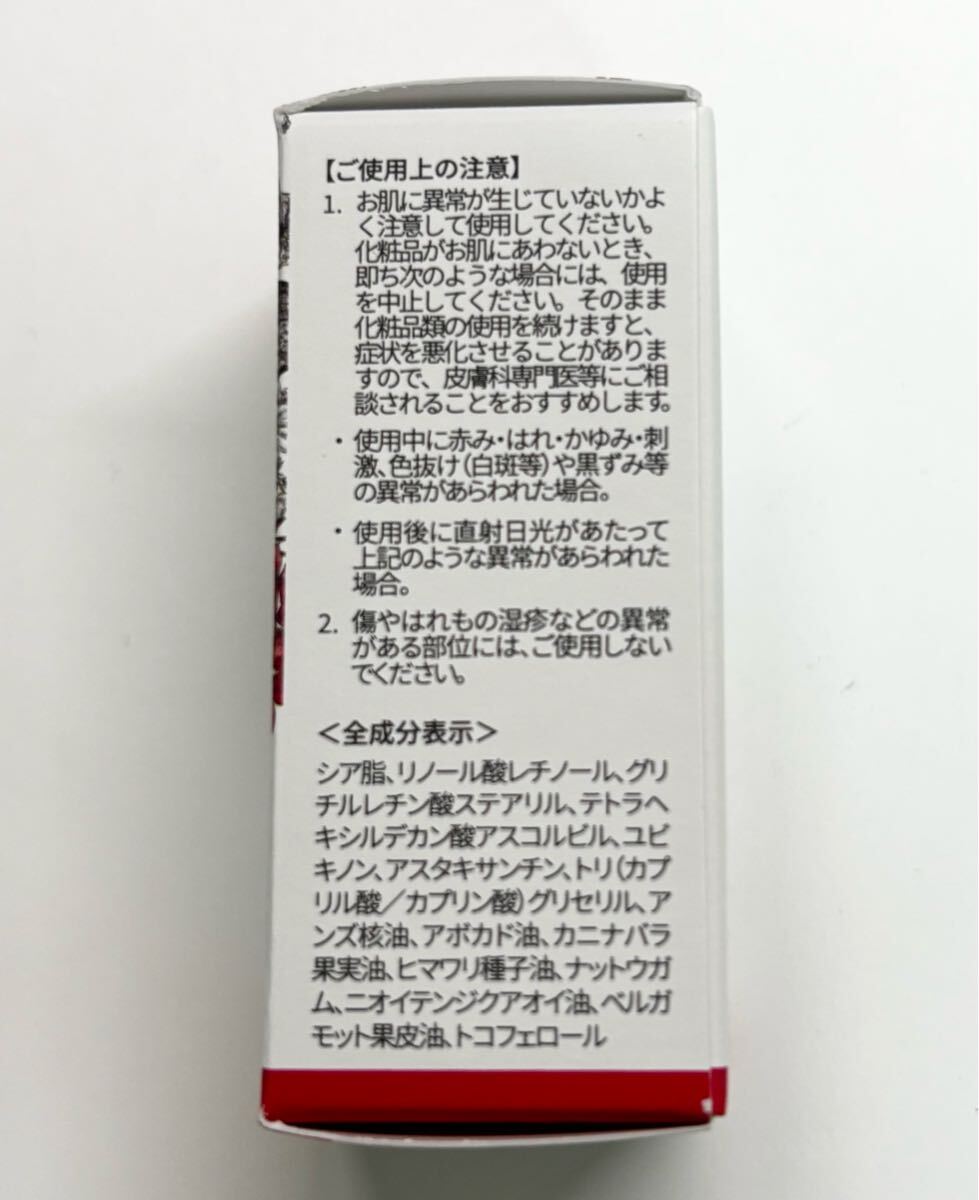 【ご使用上の注意】
1. お肌に異常が生じていないかよ
く注意して使用してください。
化粧品がお肌にあわないとき、
即ち次のような場合には、使用
を中止してください。そのまま
化粧品類の使用を続けますと、
症状を悪化させることがありま
すので、皮膚科専門医等にご相
談されることをおすすめします。
・ 使用中に赤み・はれ・かゆみ・刺
激、色抜け(白斑等)や黒ずみ等
の異常があらわれた場合。
・ 使用後に直射日光があたって
上記のような異常があらわれた
場合。
2. 傷やはれもの湿疹などの異常
がある部位には、ご使用しない
でください。
＜全成分表示＞
シア脂、リノール酸レチノール、グリ
チルレチン酸ステアリル、テトラヘ
キシルデカン酸アスコルビル、ユビ
キノン、アスタキサンチン、トリ(カプ
リル酸／カプリン酸)グリセリル、ア
ンズ核油、アボカド油、カニナバラ
果実油、ヒマワリ種子油、ナットウガ
ム、ニオイテンジクアオイ油、ベルガ
モット果皮油、トコフェロール